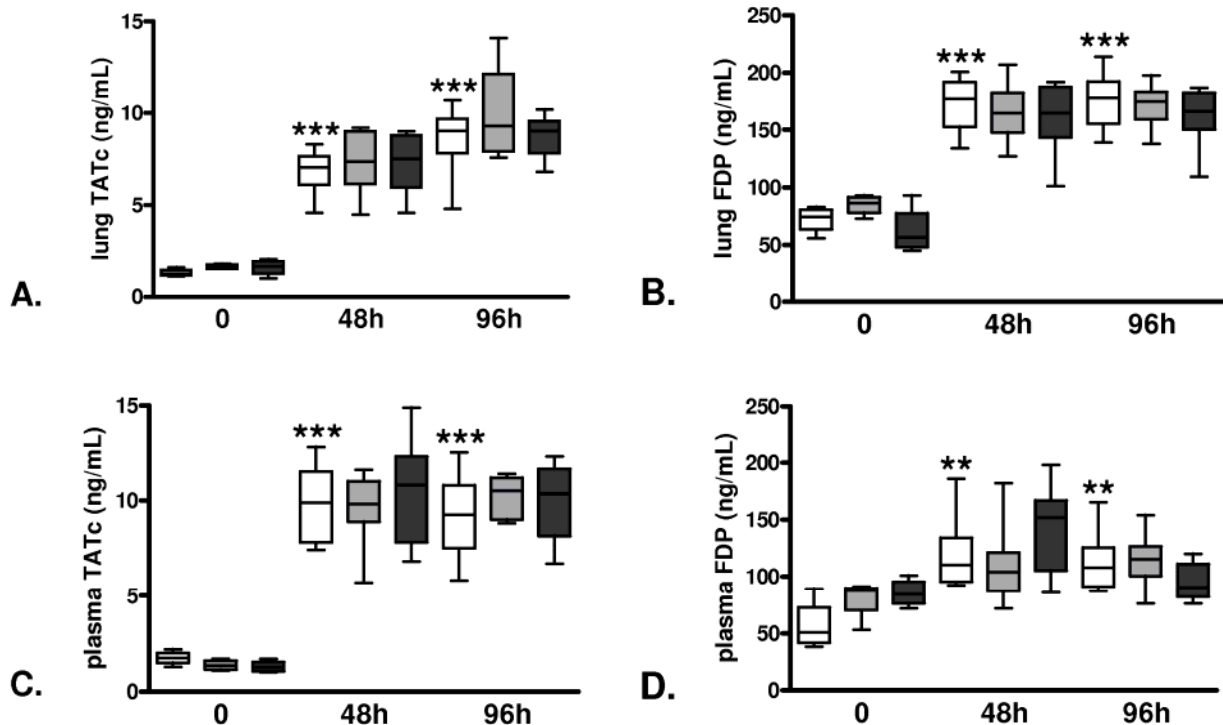 A.
lung TATc (ng/mL)
15
10
5
0
*** ***
0 48h 96h
B.
lung FDP (ng/mL)
250
200
150
100
50
0
*** ***
0 48h 96h
C.
plasma TATc (ng/mL)
15
10
5
0
*** ***
0 48h 96h
D.
plasma FDP (ng/mL)
250
200
150
100
50
0
** **
0 48h 96h